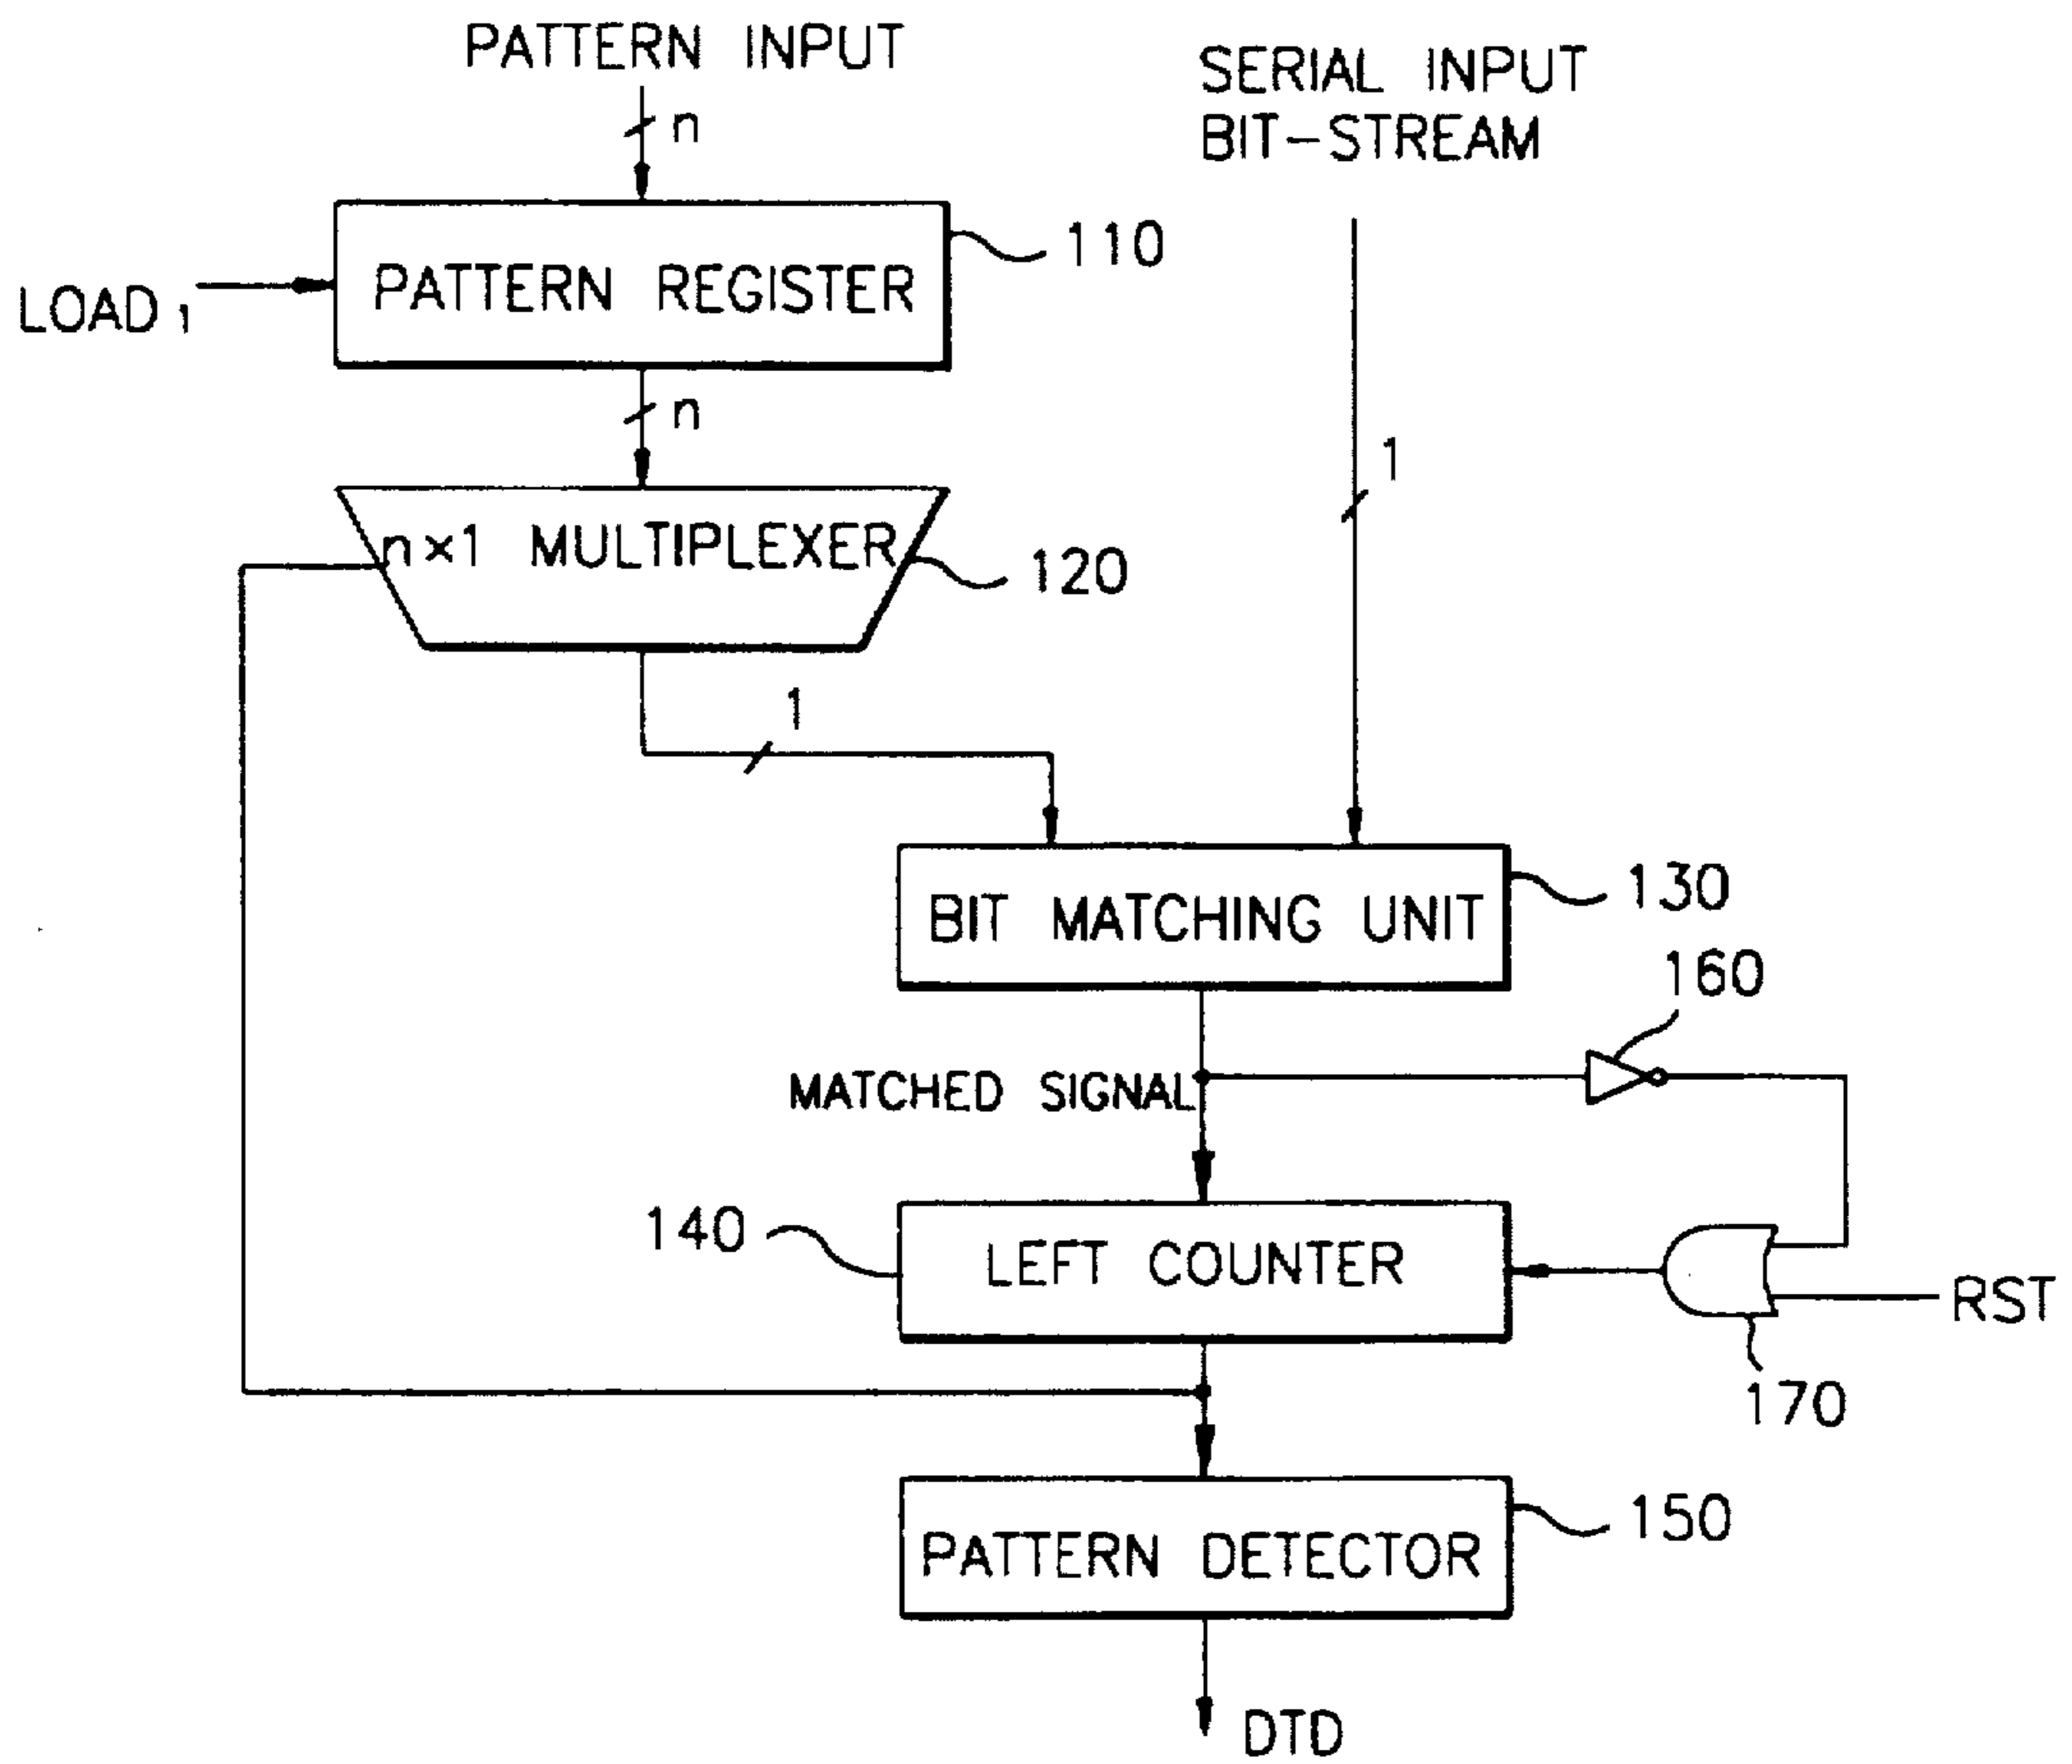 PATTERN INPUT
SERIAL INPUT
BIT-STREAM
n
110
PATTERN REGISTER
LOAD 1
n
1
n×1 MULTIPLEXER
120
1
130
BIT MATCHING UNIT
160
MATCHED SIGNAL
140
LEFT COUNTER
RST
170
150
PATTERN DETECTOR
DTD